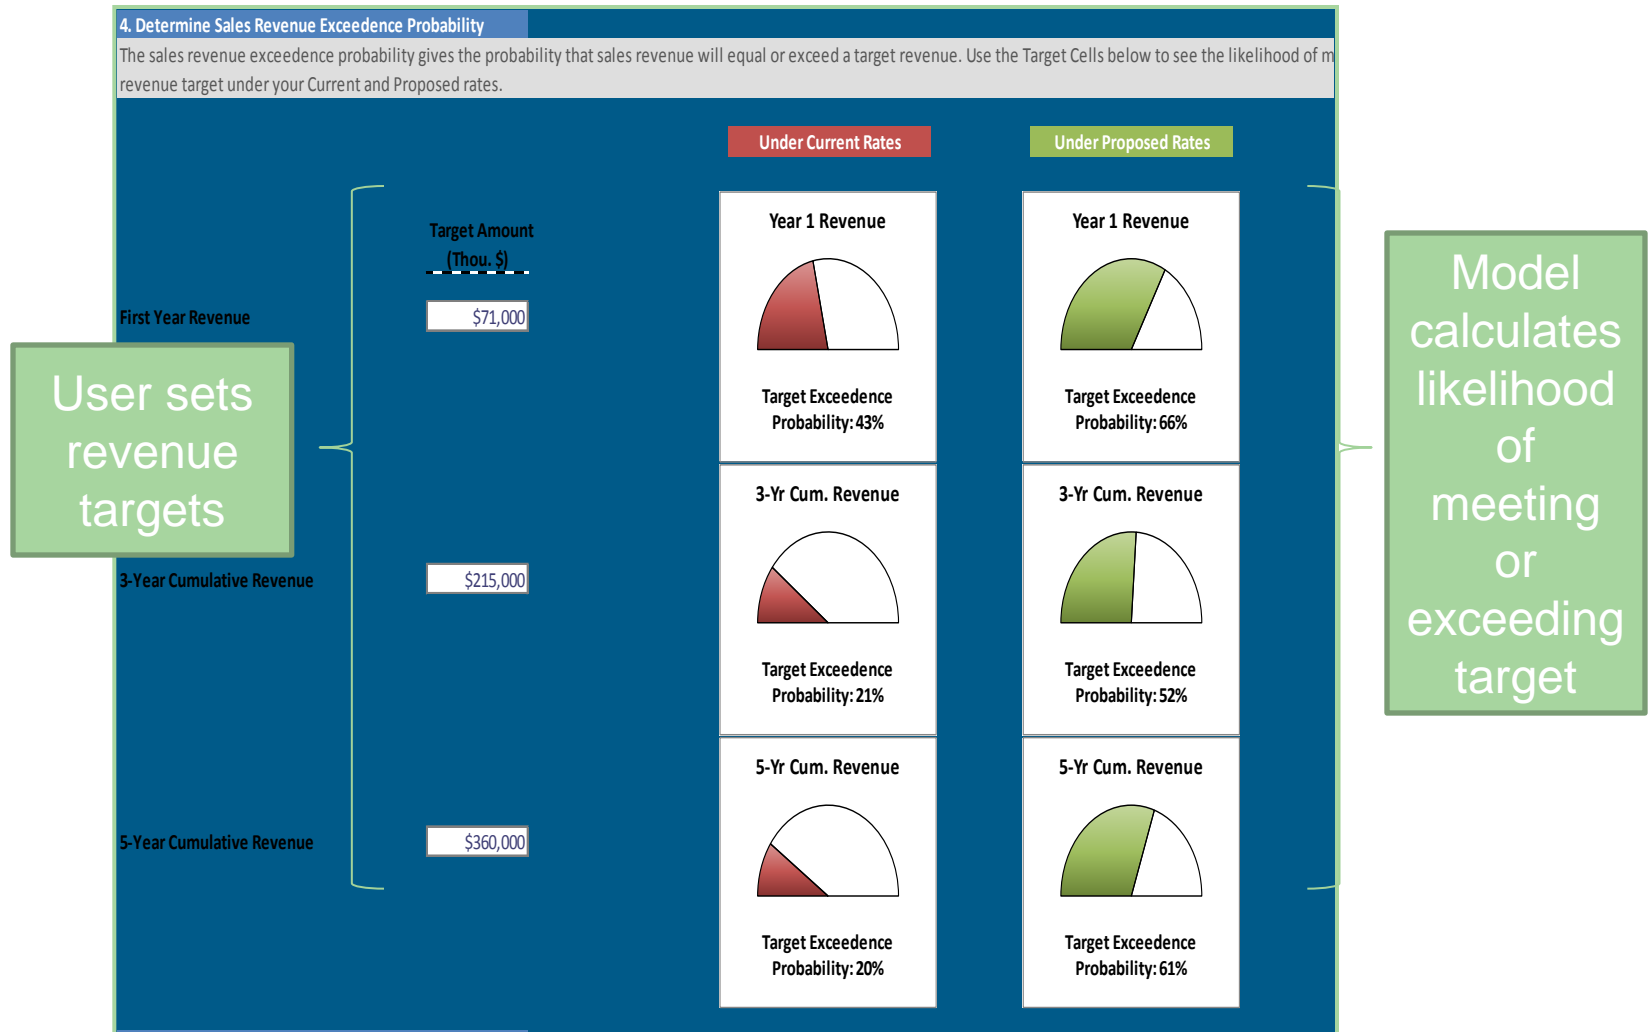 4. Determine Sales Revenue Exceedence Probability
The sales revenue exceedence probability gives the probability that sales revenue will equal or exceed a target revenue. Use the Target Cells below to see the likelihood of m
revenue target under your Current and Proposed rates.
Under Current Rates
Under Proposed Rates
Target Amount
(Thou. $)
First Year Revenue
$71,000
Year 1 Revenue
Target Exceedence
Probability: 43%
Year 1 Revenue
Target Exceedence
Probability: 66%
User sets
revenue
targets
Model
calculates
likelihood
of
meeting
or
exceeding
target
3-Year Cumulative Revenue
$215,000
3-Yr Cum. Revenue
Target Exceedence
Probability: 21%
3-Yr Cum. Revenue
Target Exceedence
Probability: 52%
5-Year Cumulative Revenue
$360,000
5-Yr Cum. Revenue
Target Exceedence
Probability: 20%
5-Yr Cum. Revenue
Target Exceedence
Probability: 61%